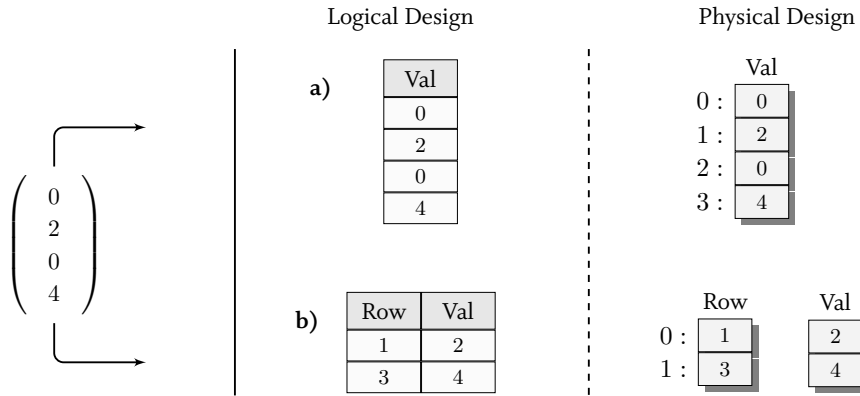 Logical Design Physical Design
a) Val Val
0 0 : 0
2 1 : 2
0 2 : 0
4 3 : 4
0
2
0
4
b) Row Val Row Val
1 2 0 : 1 2
3 4 1 : 3 4